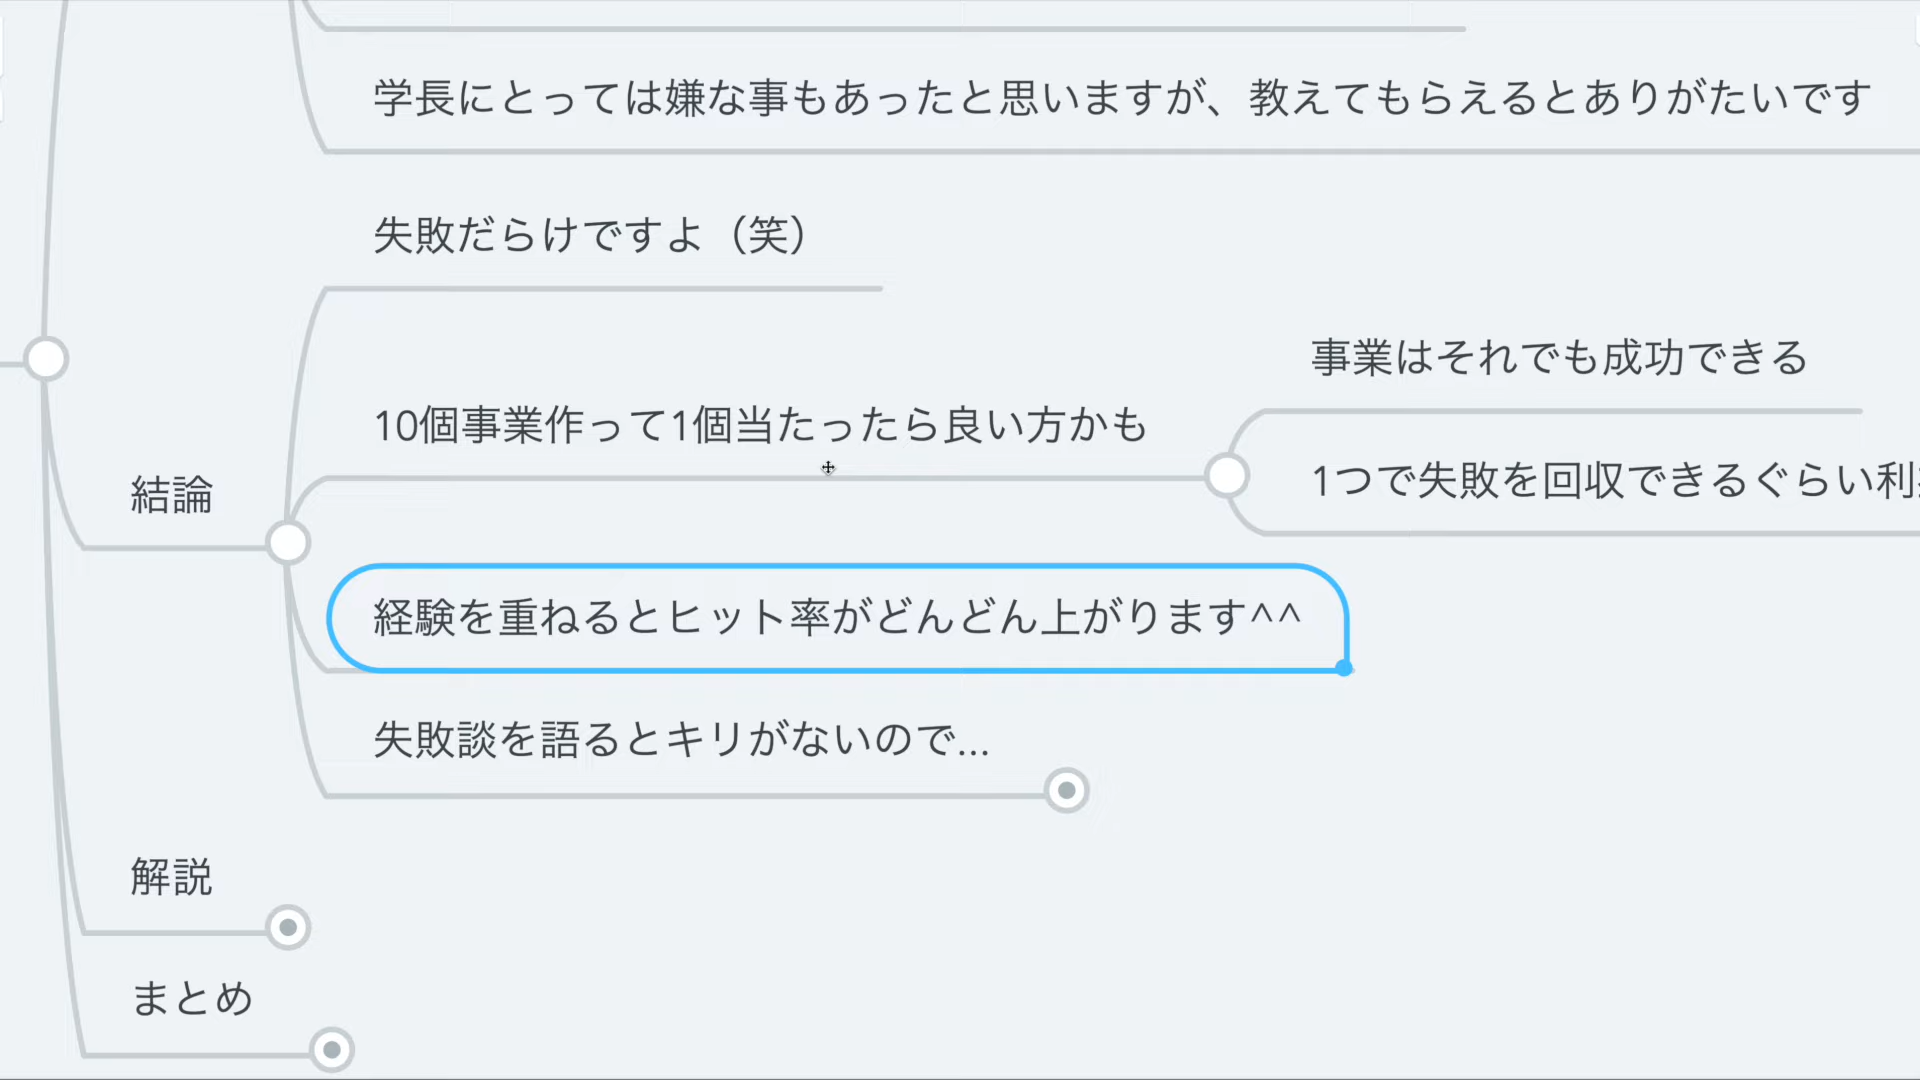 学長にとっては嫌な事もあったと思いますが、教えてもらえるとありがたいです
失敗だらけですよ（笑）
事業はそれでも成功できる
10個事業作って1個当たったら良い方かも
1つで失敗を回収できるぐらい利
結論
経験を重ねるとヒット率がどんどん上がります^^
失敗談を語るとキリがないので...
解説
まとめ